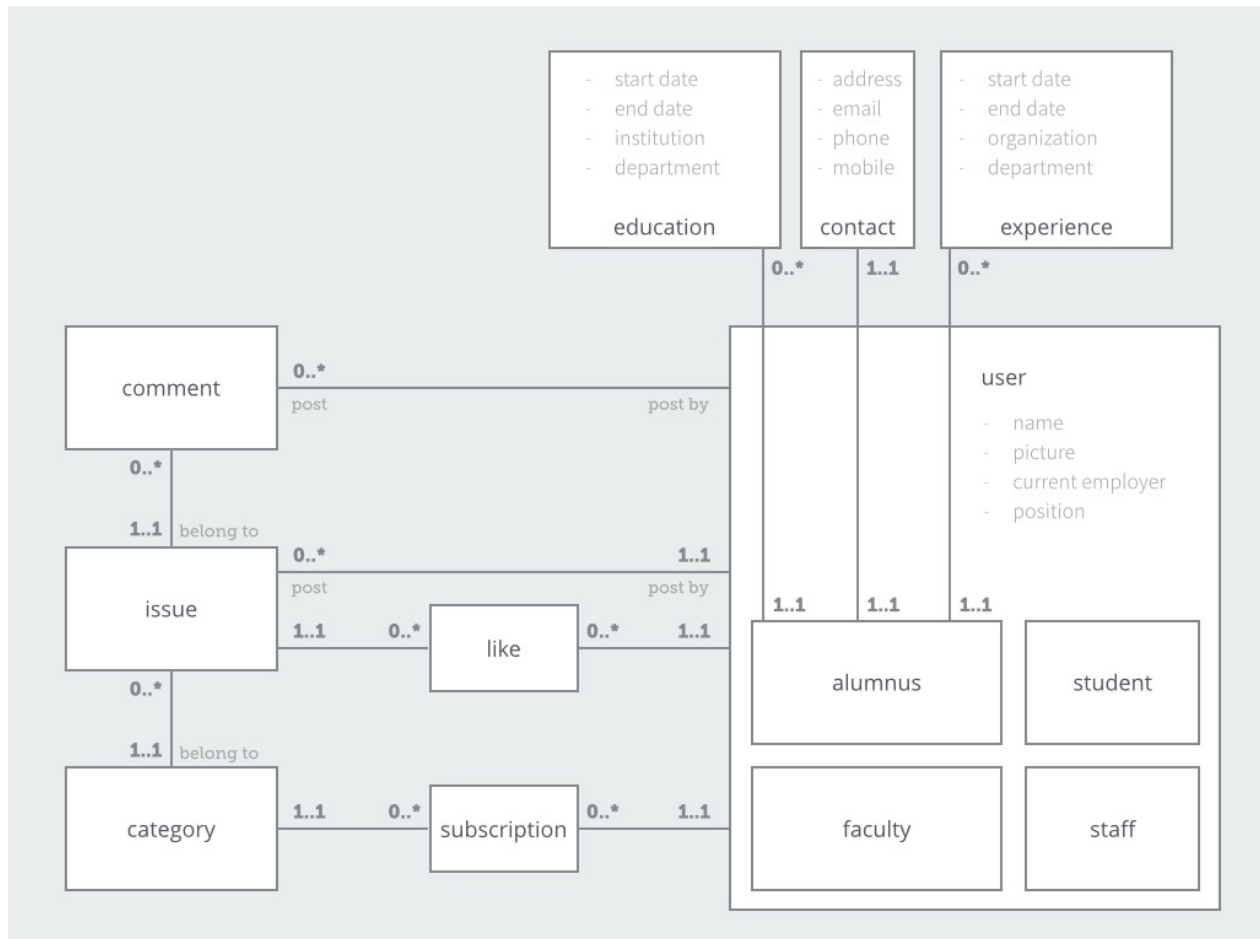 - start date
- end date
- institution
- department
education
- address
- email
- phone
- mobile
contact
- start date
- end date
- organization
- department
experience
0..*
1..1
0..*
comment
0..*
post
post by
user
- name
- picture
- current employer
- position
0..*
1..1
belong to
issue
0..*
1..1
post
post by
1..1
0..*
like
0..*
1..1
1..1
1..1
1..1
alumnus
student
0..*
1..1
belong to
category
1..1
0..*
subscription
0..*
1..1
faculty
staff